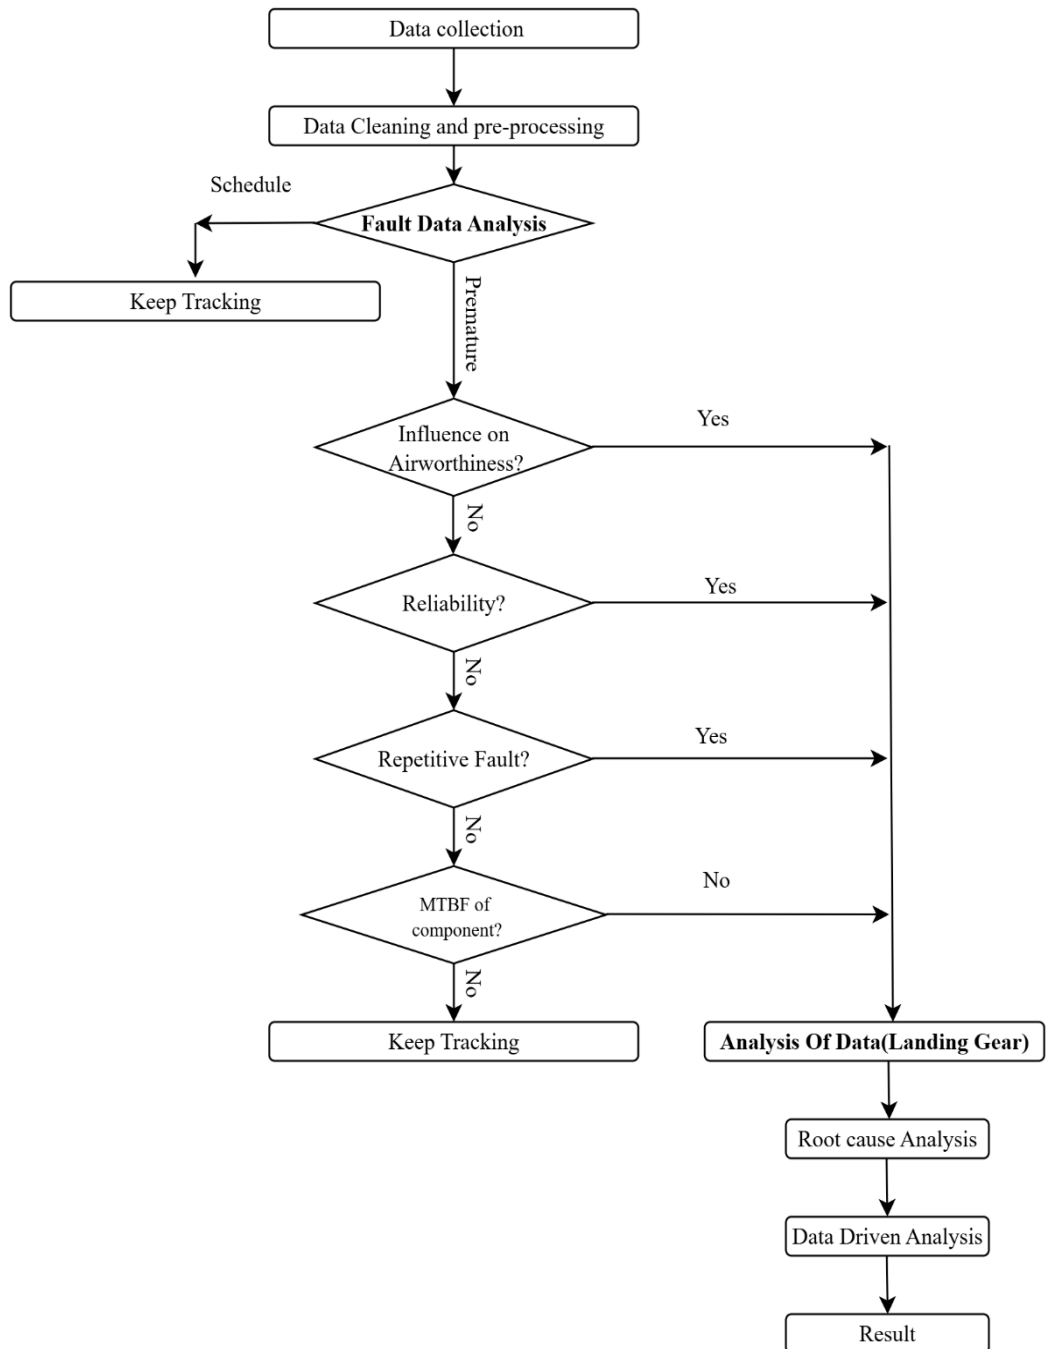 Data collection
Data Cleaning and pre-processing
Schedule
Fault Data Analysis
Keep Tracking
Premature
Influence on
Airworthiness?
Yes
No
Reliability?
Yes
No
Repetitive Fault?
Yes
No
MTBF of
component?
No
No
Keep Tracking
Analysis Of Data(Landing Gear)
Root cause Analysis
Data Driven Analysis
Result